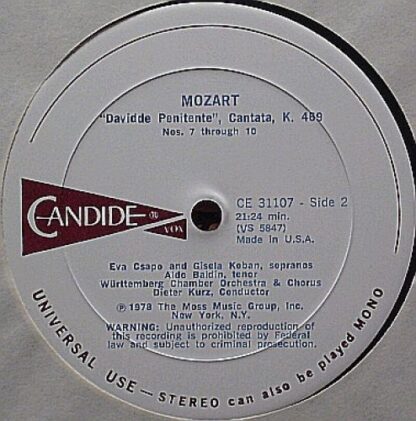 MOZART
"Davidde Penitente", Cantata, K. 469
Nos. 7 through 10
CANDIDE
VOX
CE 31107 - Side 2
21:24 min.
(VS 5847)
Made in U.S.A.
Eva Csapo and Gisela Koban, sopranos
Aldo Baldin, tenor
Württemberg Chamber Orchestra & Chorus
Dieter Kurz, Conductor
℗ 1978 The Moss Music Group, Inc.
New York, N.Y.
WARNING: Unauthorized reproduction of
this recording is prohibited by Federal
law and subject to criminal prosecution.
UNIVERSAL USE — STEREO can also be played MONO